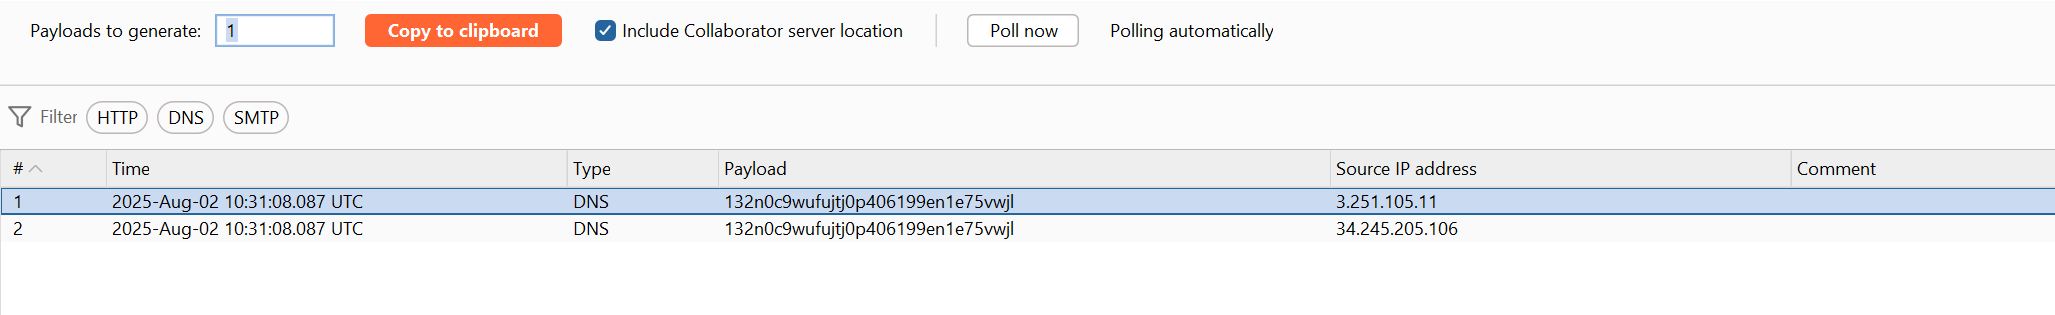 Payloads to generate: 1 Copy to clipboard Include Collaborator server location Poll now Polling automatically
Filter HTTP DNS SMTP
# Time Type Payload Source IP address Comment
1 2025-Aug-02 10:31:08.087 UTC DNS 132n0c9wufujtj0p406199en1e75vwjl 3.251.105.11
2 2025-Aug-02 10:31:08.087 UTC DNS 132n0c9wufujtj0p406199en1e75vwjl 34.245.205.106